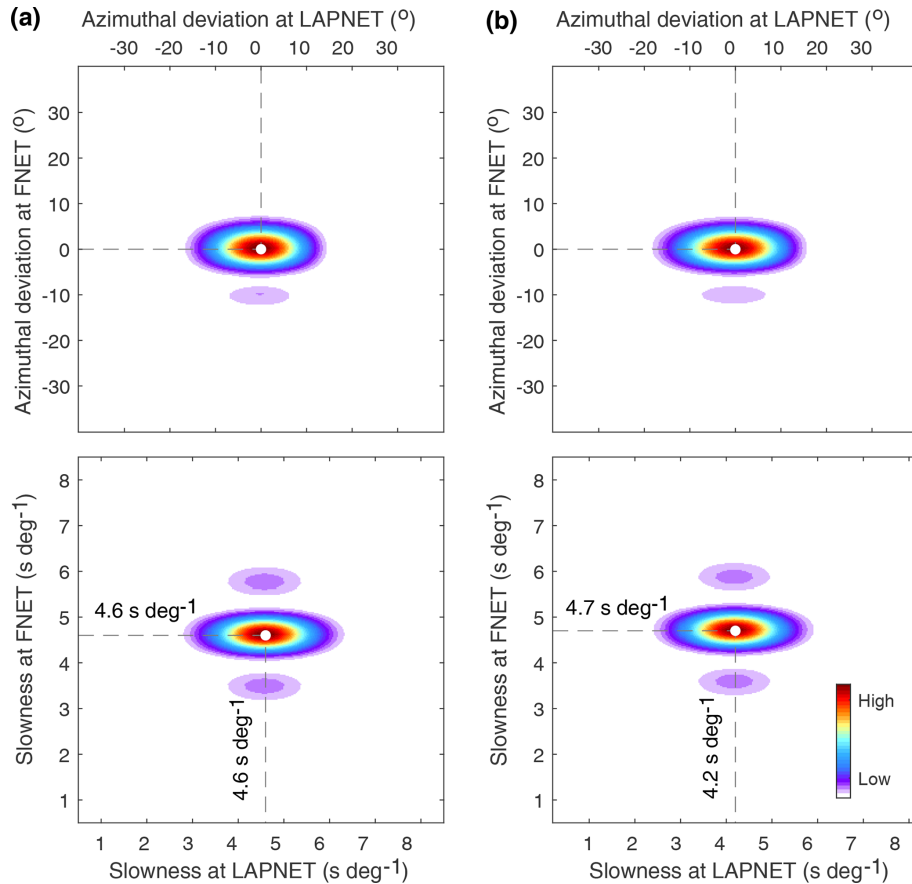 (a)
Azimuthal deviation at LAPNET (o)
-30 -20 -10 0 10 20 30
Azimuthal deviation at FNET (o)
30
20
10
0
-10
-20
-30
(b)
Azimuthal deviation at LAPNET (o)
-30 -20 -10 0 10 20 30
Azimuthal deviation at FNET (o)
30
20
10
0
-10
-20
-30
Slowness at FNET (s deg-1)
8
7
6
5
4
3
2
1
4.6 s deg-1
4.6 s deg-1
1 2 3 4 5 6 7 8
Slowness at LAPNET (s deg-1)
Slowness at FNET (s deg-1)
8
7
6
5
4
3
2
1
4.7 s deg-1
4.2 s deg-1
High
Low
1 2 3 4 5 6 7 8
Slowness at LAPNET (s deg-1)